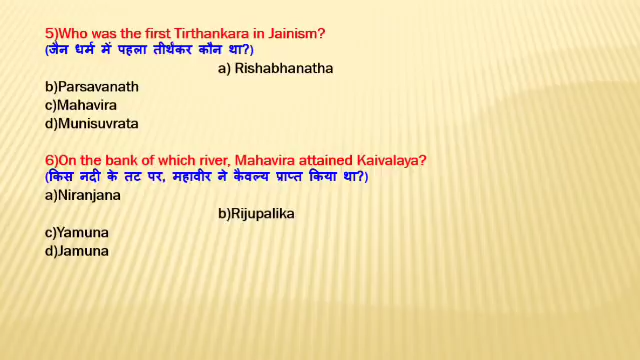 5)Who was the first Tirthankara in Jainism?
(जैन धर्म में पहला तीर्थंकर कौन था?)
a) Rishabhanatha
b)Parsavanath
c)Mahavira
d)Munisuvrata
6)On the bank of which river, Mahavira attained Kaivalaya?
(किस नदी के तट पर, महावीर ने कैवल्य प्राप्त किया था?)
a)Niranjana
b)Rijupalika
c)Yamuna
d)Jamuna